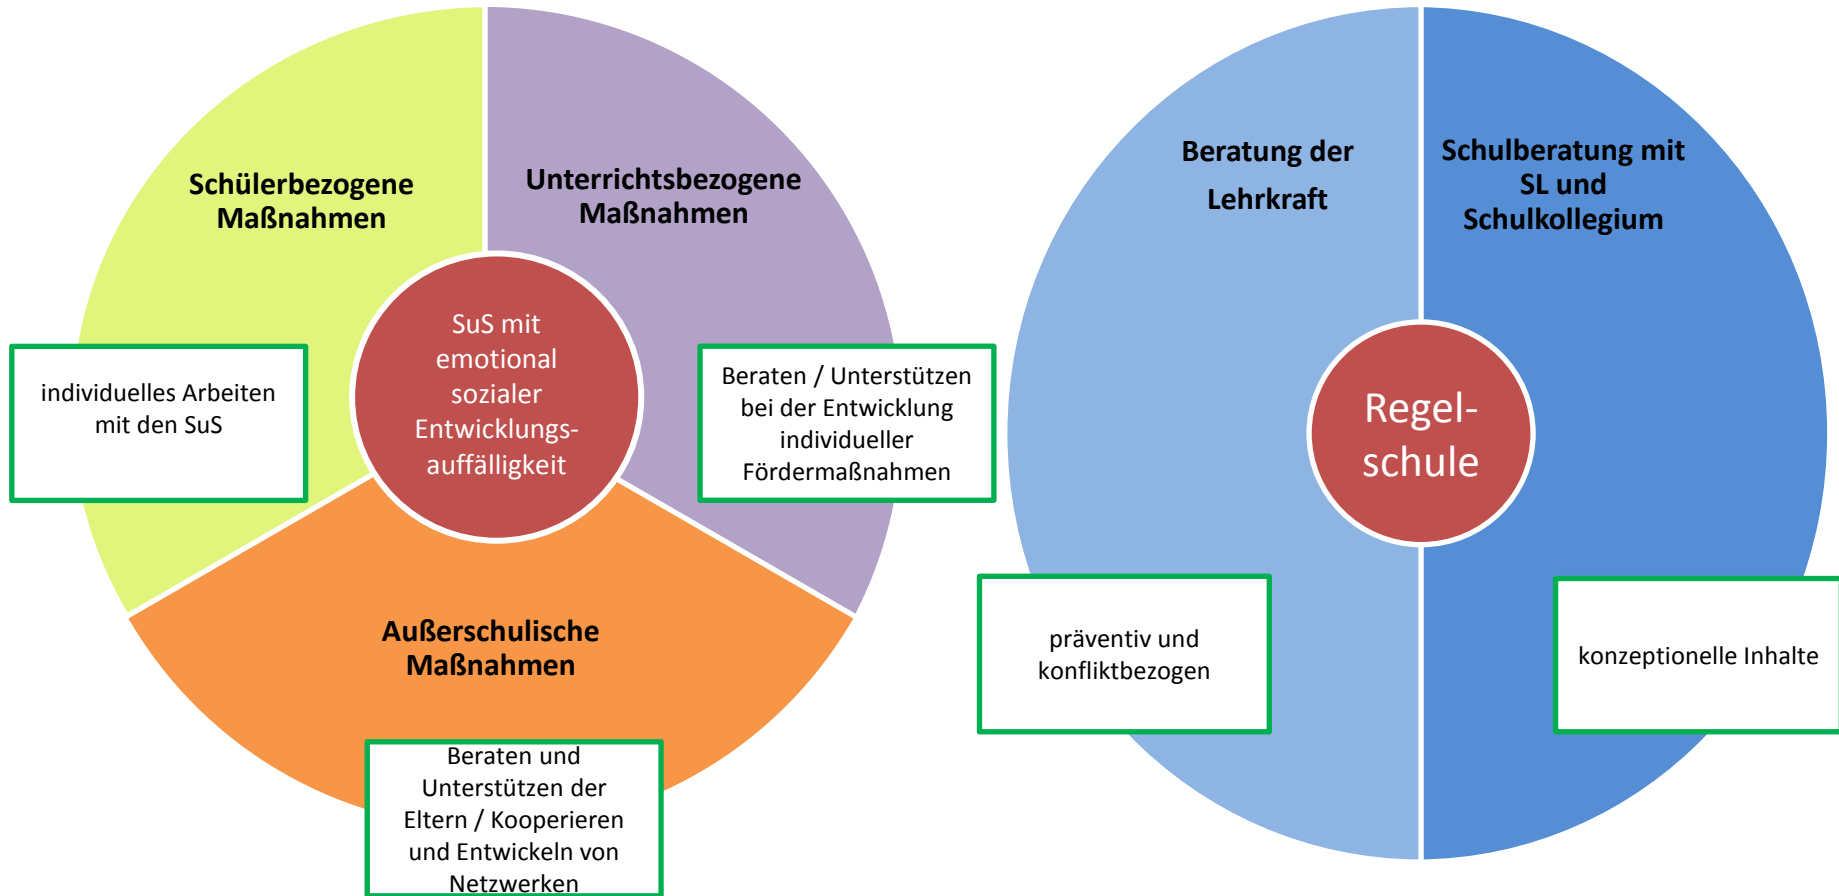 Schülerbezogene
Maßnahmen
Unterrichtsbezogene
Maßnahmen
SuS mit
emotional
sozialer
Entwicklungs-
auffälligkeit
individuelles Arbeiten
mit den SuS
Beraten / Unterstützen
bei der Entwicklung
individueller
Fördermaßnahmen
Außerschulische
Maßnahmen
Beraten und
Unterstützen der
Eltern / Kooperieren
und Entwickeln von
Netzwerken
Beratung der
Lehrkraft
Schulberatung mit
SL und
Schulkollegium
Regel-
schule
präventiv und
konfliktbezogen
konzeptionelle Inhalte